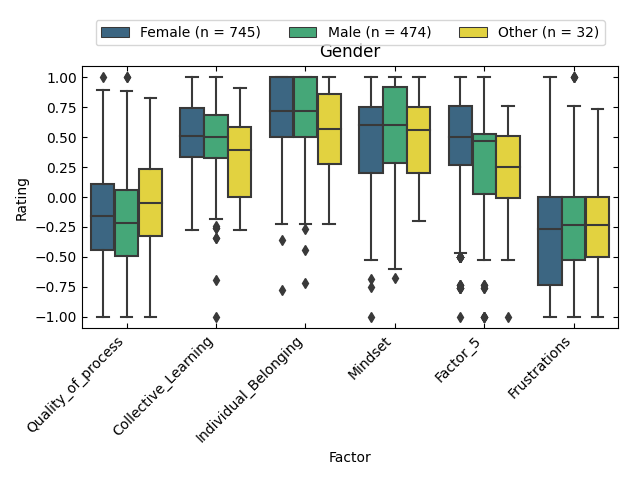 Female (n = 745) Male (n = 474) Other (n = 32)
Gender
1.00
0.75
0.50
0.25
0.00
−0.25
−0.50
−0.75
−1.00
Rating
Quality_of_process
Collective_Learning
Individual_Belonging
Mindset
Factor_5
Frustrations
Factor